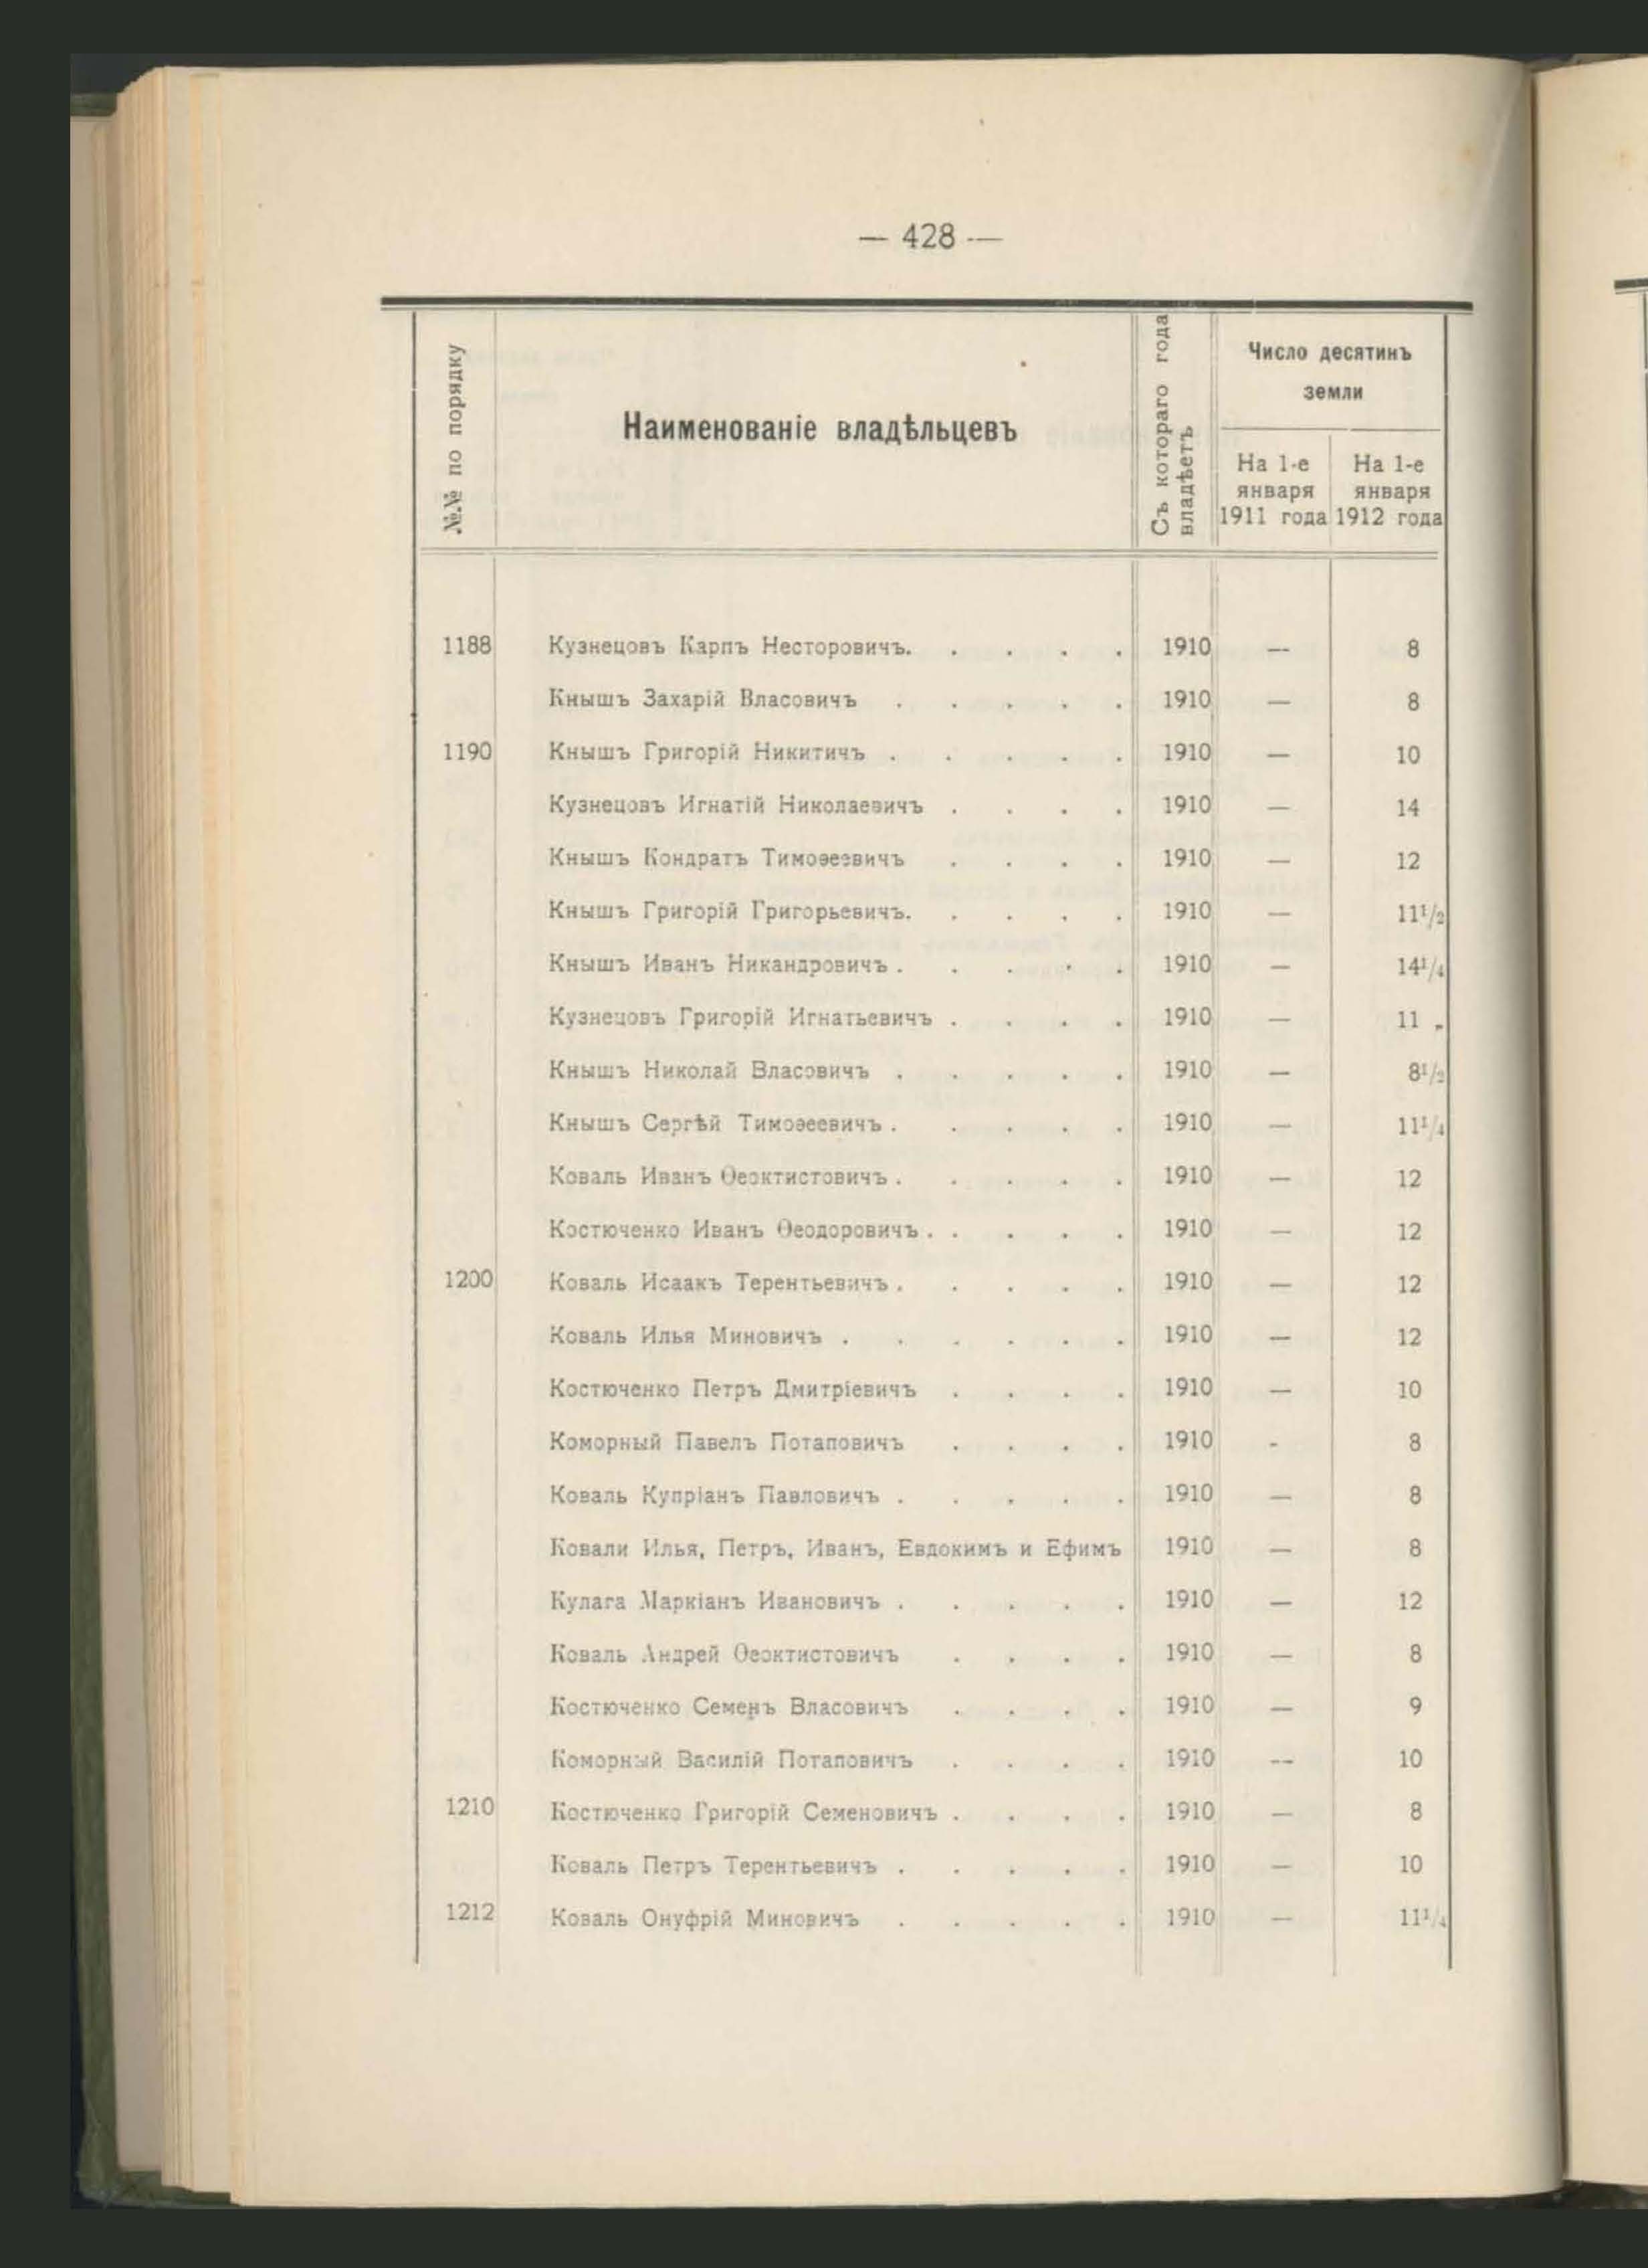 — 428 —
№№ по порядку
Наименованіе владѣльцевъ
Съ котораго года
владѣетъ
Число десятинъ
земли
На 1-е
января
1911 года
На 1-е
января
1912 года
1188 Кузнецовъ Карпъ Несторовичъ. . . . . 1910 — 8
Кнышъ Захарій Власовичъ . . . . . 1910 — 8
1190 Кнышъ Григорій Никитичъ . . . . . 1910 — 10
Кузнецовъ Игнатій Николаевичъ . . . . 1910 — 14
Кнышъ Кондратъ Тимоѳеевичъ . . . . 1910 — 12
Кнышъ Григорій Григорьевичъ. . . . . 1910 — 11¹/₂
Кнышъ Иванъ Никандровичъ . . . . . 1910 — 14¹/₄
Кузнецовъ Григорій Игнатьевичъ . . . . 1910 — 11 „
Кнышъ Николай Власовичъ . . . . . 1910 — 8¹/₂
Кнышъ Сергѣй Тимоѳеевичъ . . . . . 1910 — 11¹/₄
Коваль Иванъ Ѳеоктистовичъ . . . . . 1910 — 12
Костюченко Иванъ Ѳеодоровичъ . . . . . 1910 — 12
1200 Коваль Исаакъ Терентьевичъ . . . . . 1910 — 12
Коваль Илья Миновичъ . . . . . . 1910 — 12
Костюченко Петръ Дмитріевичъ . . . . 1910 — 10
Коморный Павелъ Потаповичъ . . . . 1910 - 8
Коваль Купріанъ Павловичъ . . . . . 1910 — 8
Ковали Илья, Петръ, Иванъ, Евдокимъ и Ефимъ 1910 — 8
Кулага Маркіанъ Ивановичъ . . . . . 1910 — 12
Коваль Андрей Ѳеоктистовичъ . . . . 1910 — 8
Костюченко Семенъ Власовичъ . . . . 1910 — 9
Коморный Василій Потаповичъ . . . . 1910 -- 10
1210 Костюченко Григорій Семеновичъ . . . . 1910 — 8
Коваль Петръ Терентьевичъ . . . . . 1910 — 10
1212 Коваль Онуфрій Миновичъ . . . . . 1910 — 11¹/₄